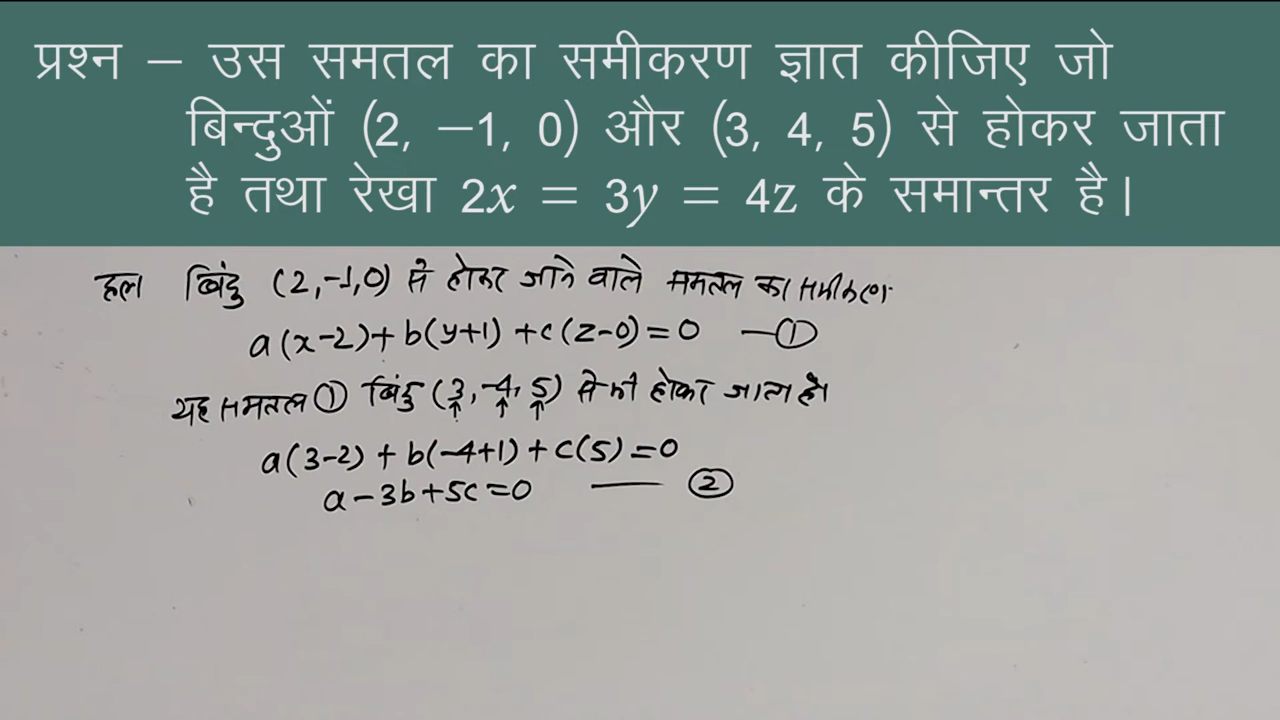 प्रश्न – उस समतल का समीकरण ज्ञात कीजिए जो
बिन्दुओं (2, –1, 0) और (3, 4, 5) से होकर जाता
है तथा रेखा 2x = 3y = 4z के समान्तर है।
हल बिंदु (2,-1,0) से होकर जाने वाले समतल का समीकरण
a(x-2)+ b(y+1) +c(z-0)=0 —①
यह समतल ① बिंदु (3,-4,5) से भी होकर जाता है।
a(3-2) + b(-4+1) + c(5) =0
a-3b+5c=0 —— ②